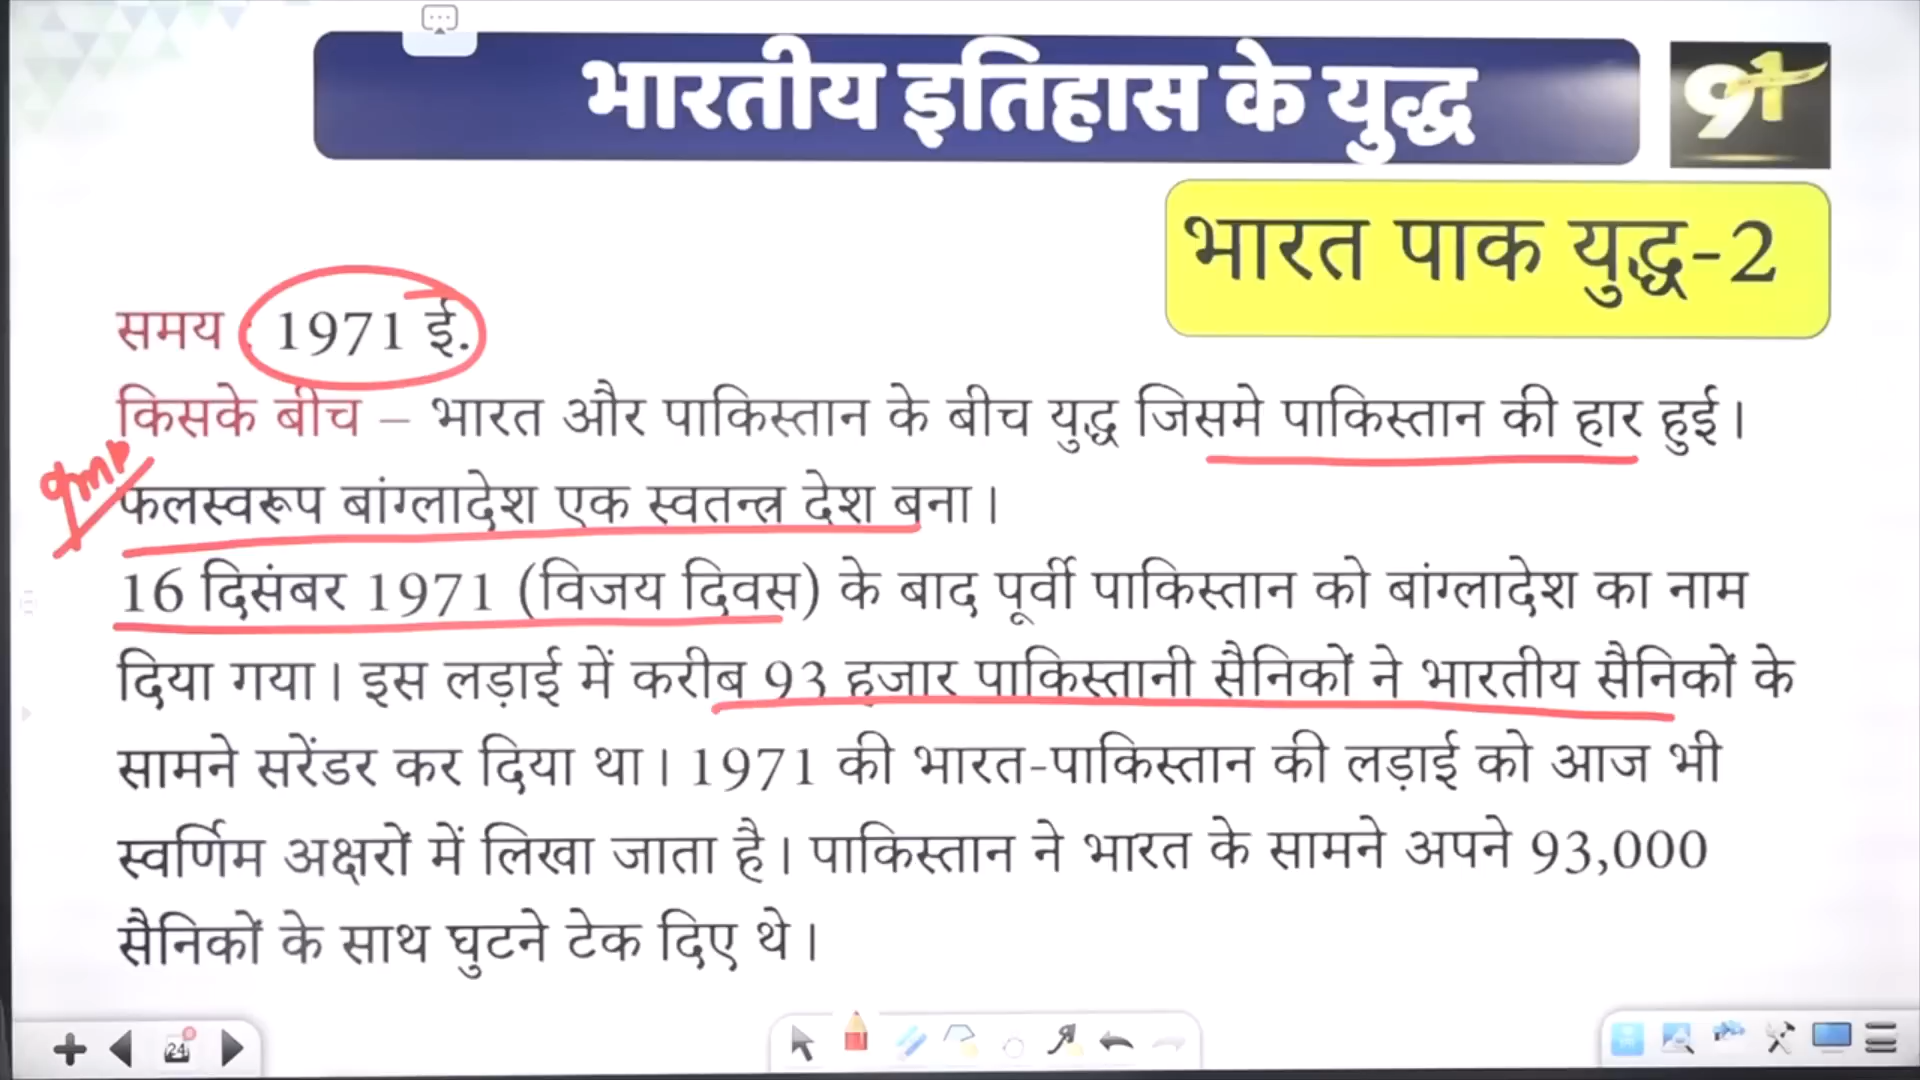 भारतीय इतिहास के युद्ध
91
भारत पाक युद्ध-2
समय : 1971 ई.
किसके बीच – भारत और पाकिस्तान के बीच युद्ध जिसमे पाकिस्तान की हार हुई।
Imp
फलस्वरूप बांग्लादेश एक स्वतन्त्र देश बना।
16 दिसंबर 1971 (विजय दिवस) के बाद पूर्वी पाकिस्तान को बांग्लादेश का नाम
दिया गया। इस लड़ाई में करीब 93 हजार पाकिस्तानी सैनिकों ने भारतीय सैनिकों के
सामने सरेंडर कर दिया था। 1971 की भारत-पाकिस्तान की लड़ाई को आज भी
स्वर्णिम अक्षरों में लिखा जाता है। पाकिस्तान ने भारत के सामने अपने 93,000
सैनिकों के साथ घुटने टेक दिए थे।
24